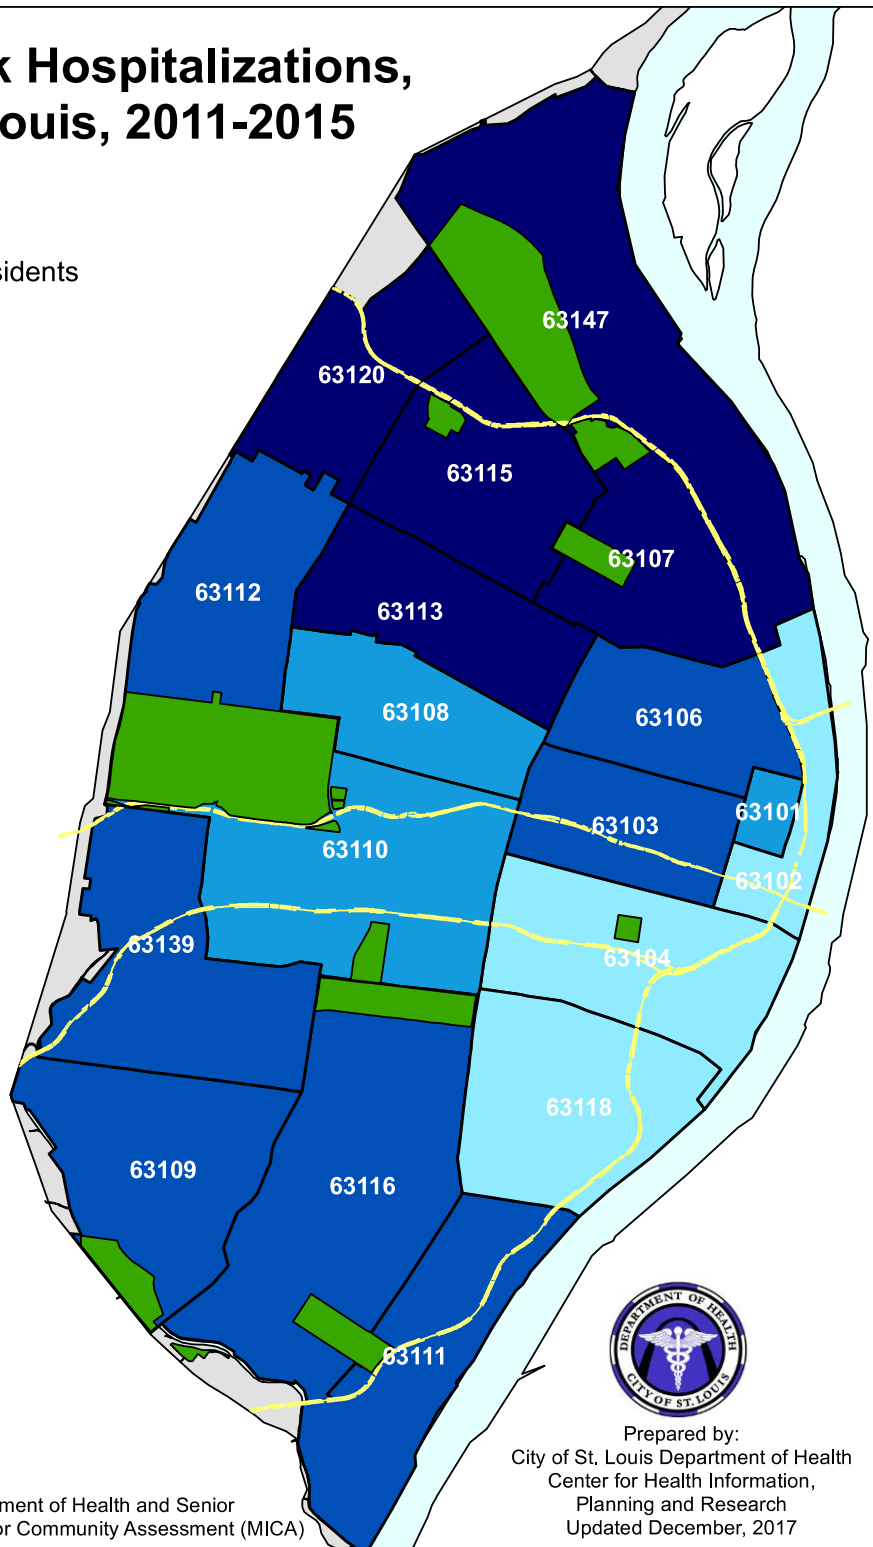 k Hospitalizations,
ouis, 2011-2015
sidents
63147
63120
63115
63107
63112
63113
63108
63106
63101
63103
63110
63102
63139
63104
63118
63109
63116
63111
DEPARTMENT OF HEALTH
CITY OF ST. LOUIS
Prepared by:
City of St. Louis Department of Health
Center for Health Information,
Planning and Research
Updated December, 2017
ment of Health and Senior
or Community Assessment (MICA)